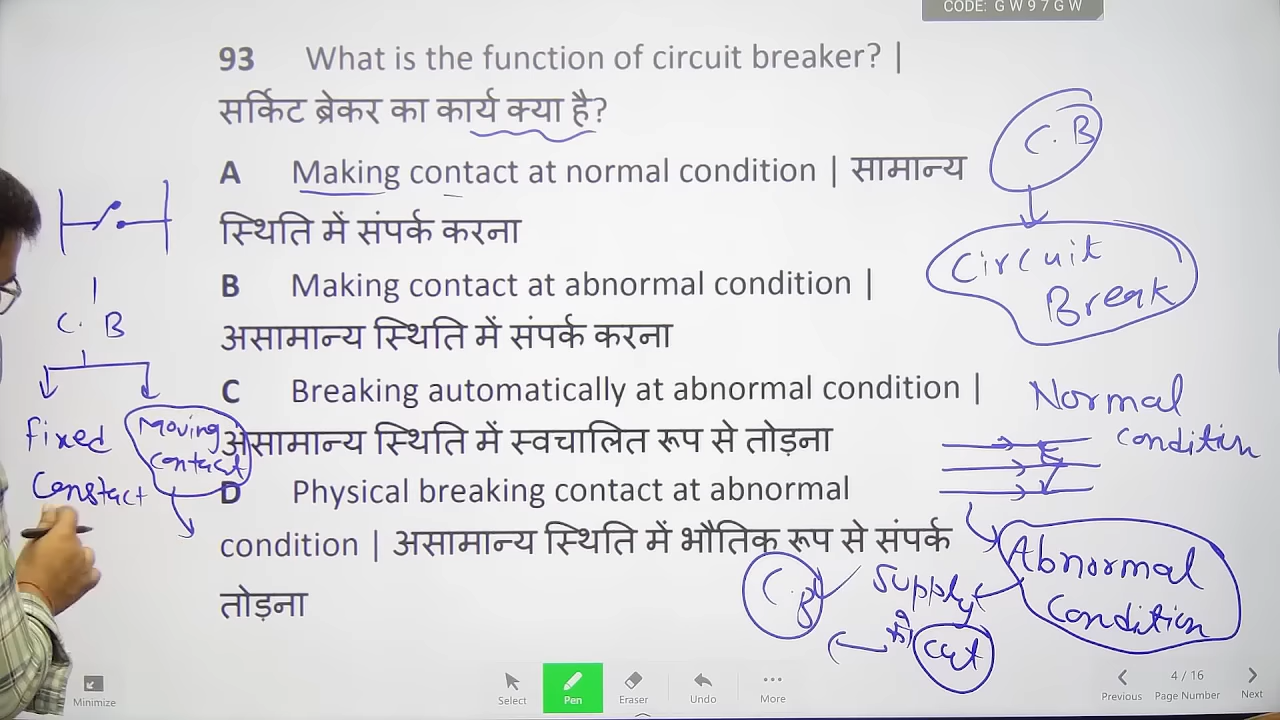 CODE: G W 9 7 G W
93 What is the function of circuit breaker? |
सर्किट ब्रेकर का कार्य क्या है?
A Making contact at normal condition | सामान्य
स्थिति में संपर्क करना
B Making contact at abnormal condition |
असामान्य स्थिति में संपर्क करना
C Breaking automatically at abnormal condition |
असामान्य स्थिति में स्वचालित रूप से तोड़ना
D Physical breaking contact at abnormal
condition | असामान्य स्थिति में भौतिक रूप से संपर्क
तोड़ना
C. B
Fixed
Constact
Moving
Contact
C.B
Circuit
Break
Normal
condition
Abnormal
Condition
Supply
को
cut
C.B
Minimize
Select
Pen
Eraser
Undo
More
Previous
4 / 16
Page Number
Next